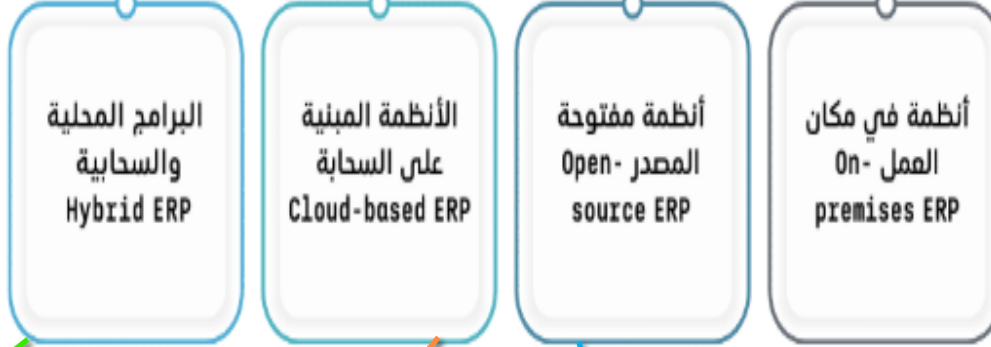 أنظمة في مكان
العمل -On
premises ERP
أنظمة مفتوحة
المصدر -Open
source ERP
الأنظمة المبنية
على السحابة
Cloud-based ERP
البرامج المحلية
والسحابية
Hybrid ERP